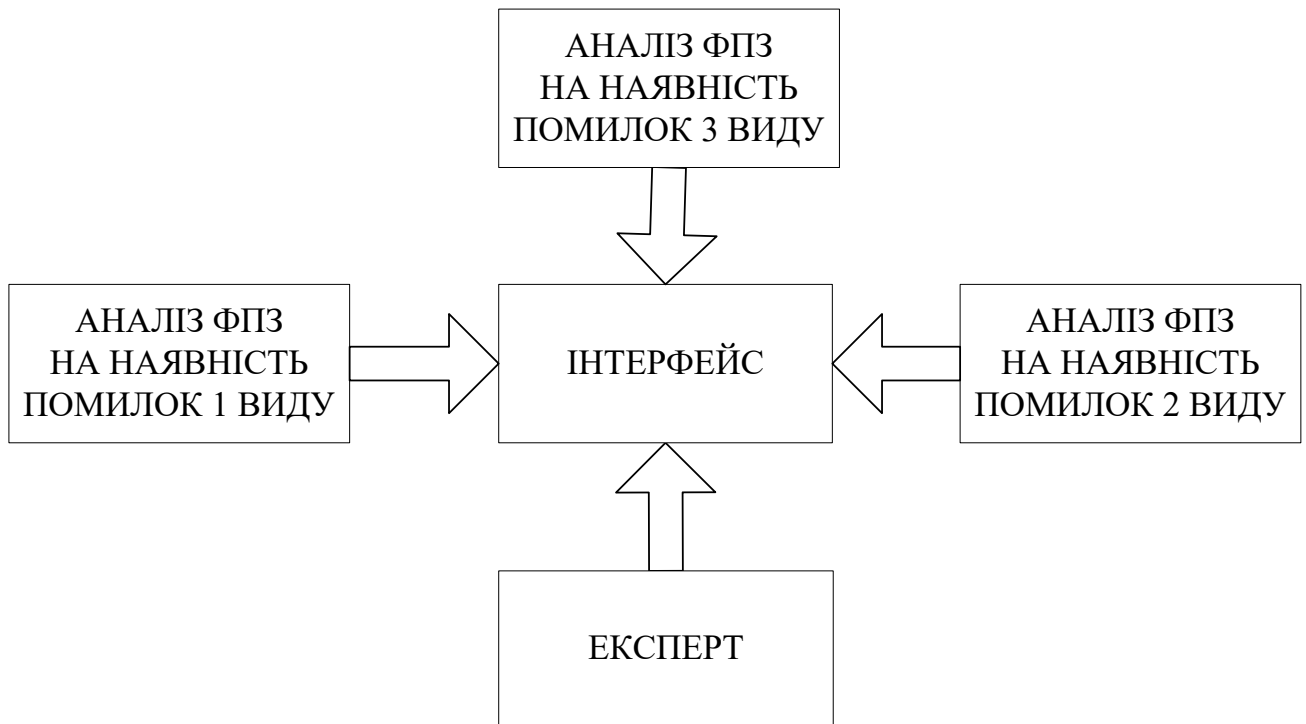 АНАЛІЗ ФПЗ
НА НАЯВНІСТЬ
ПОМИЛОК 3 ВИДУ
АНАЛІЗ ФПЗ
НА НАЯВНІСТЬ
ПОМИЛОК 1 ВИДУ
ІНТЕРФЕЙС
АНАЛІЗ ФПЗ
НА НАЯВНІСТЬ
ПОМИЛОК 2 ВИДУ
ЕКСПЕРТ